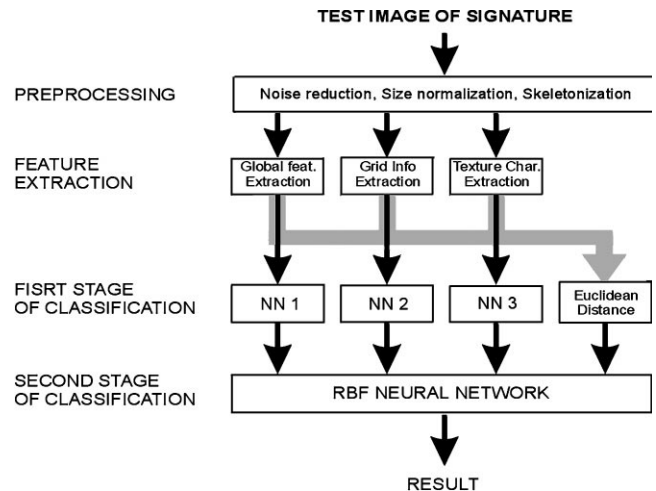 TEST IMAGE OF SIGNATURE
PREPROCESSING
Noise reduction, Size normalization, Skeletonization
FEATURE
EXTRACTION
Global feat.
Extraction
Grid Info
Extraction
Texture Char.
Extraction
FISRT STAGE
OF CLASSIFICATION
NN 1
NN 2
NN 3
Euclidean
Distance
SECOND STAGE
OF CLASSIFICATION
RBF NEURAL NETWORK
RESULT